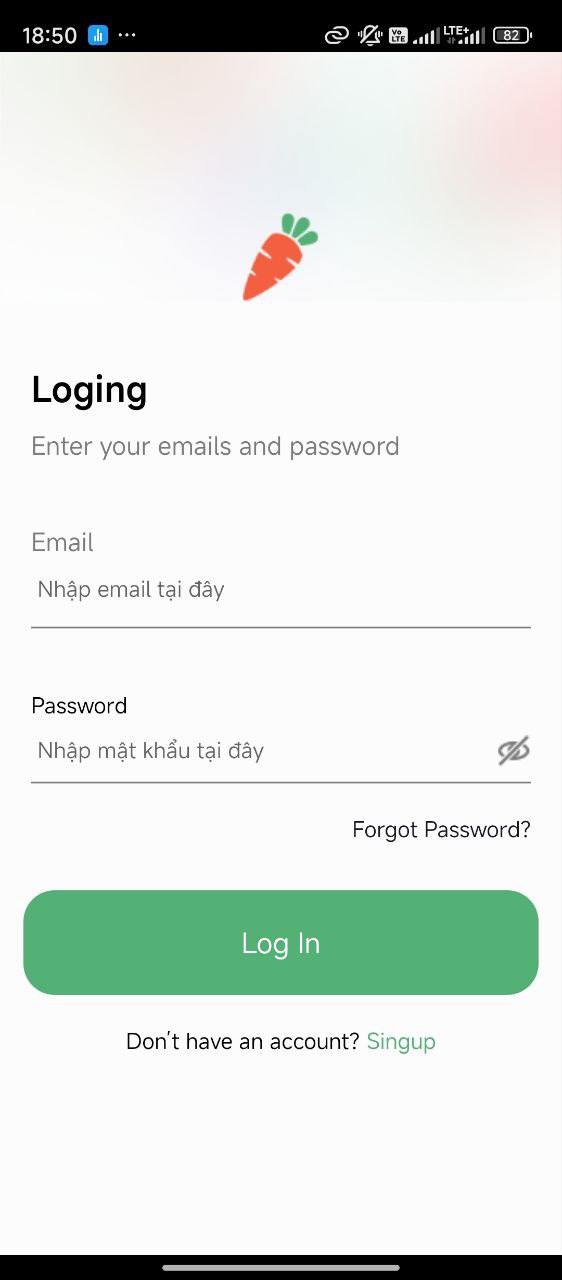 18:50 ... Vo LTE LTE+ 82
Loging
Enter your emails and password
Email
Nhập email tại đây
Password
Nhập mật khẩu tại đây
Forgot Password?
Log In
Don't have an account? Singup